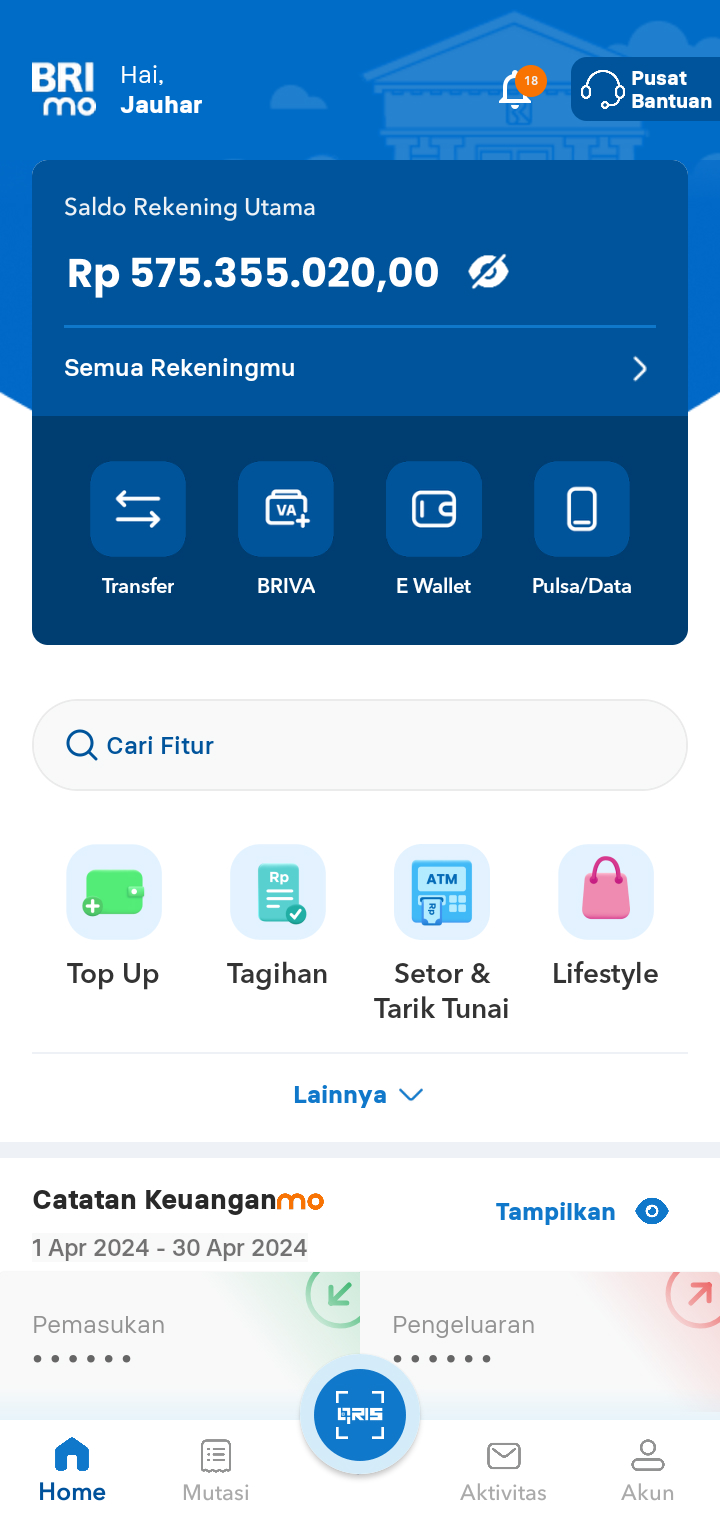 BRI
mo
Hai,
Jauhar
18
Pusat
Bantuan
Saldo Rekening Utama
Rp 575.355.020,00
Semua Rekeningmu
VA
Transfer
BRIVA
E Wallet
Pulsa/Data
Cari Fitur
Rp
ATM
Rp
Top Up
Tagihan
Setor &
Tarik Tunai
Lifestyle
Lainnya
Catatan Keuanganmo
Tampilkan
1 Apr 2024 - 30 Apr 2024
Pemasukan
Pengeluaran
QRIS
Home
Mutasi
Aktivitas
Akun